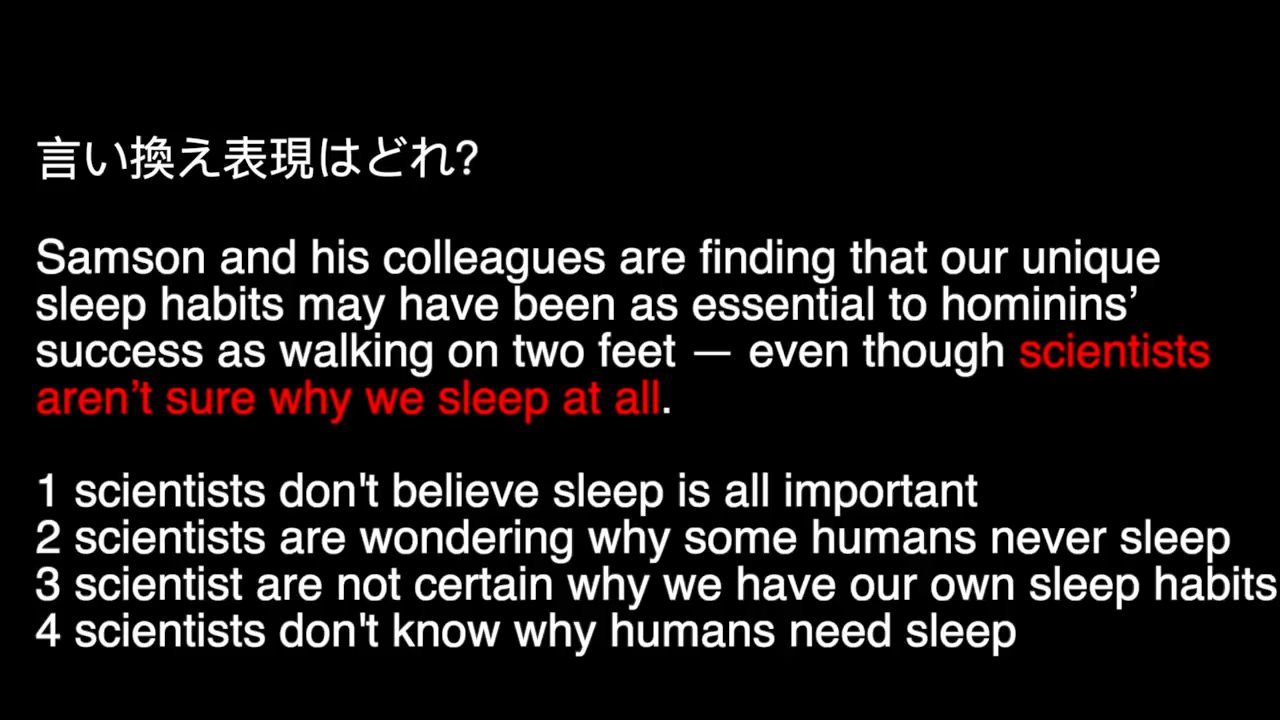 言い換え表現はどれ?
Samson and his colleagues are finding that our unique
sleep habits may have been as essential to hominins’
success as walking on two feet — even though scientists
aren’t sure why we sleep at all.
1 scientists don't believe sleep is all important
2 scientists are wondering why some humans never sleep
3 scientist are not certain why we have our own sleep habits
4 scientists don't know why humans need sleep